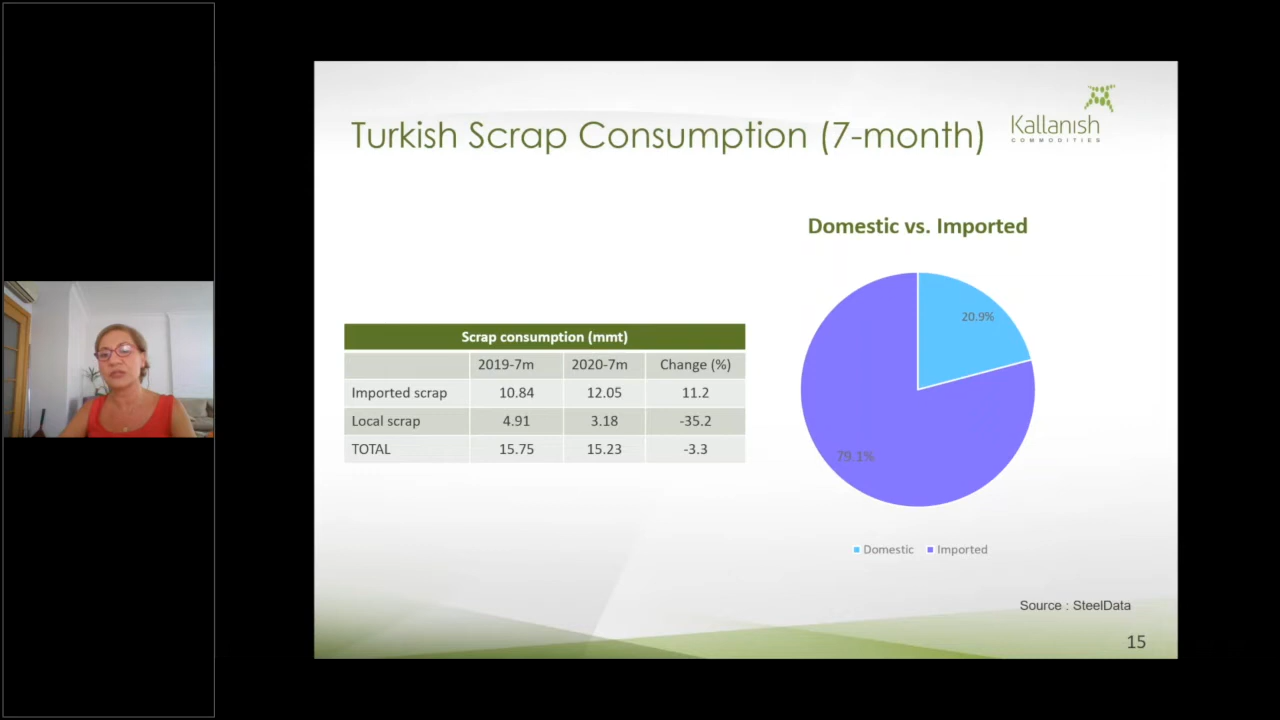 Turkish Scrap Consumption (7-month)
Kallanish
COMMODITIES
Domestic vs. Imported
Scrap consumption (mmt)
2019-7m 2020-7m Change (%)
Imported scrap 10.84 12.05 11.2
Local scrap 4.91 3.18 -35.2
TOTAL 15.75 15.23 -3.3
20.9%
79.1%
Domestic Imported
Source : SteelData
15